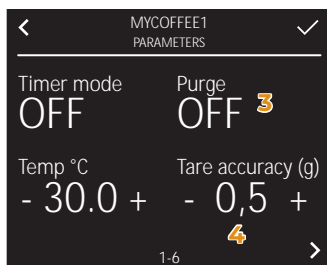 < MYCOFFEE1 ✓
PARAMETERS
Timer mode Purge
OFF OFF 3
Temp °C Tare accuracy (g)
- 30.0 + - 0,5 +
4
1-6 >